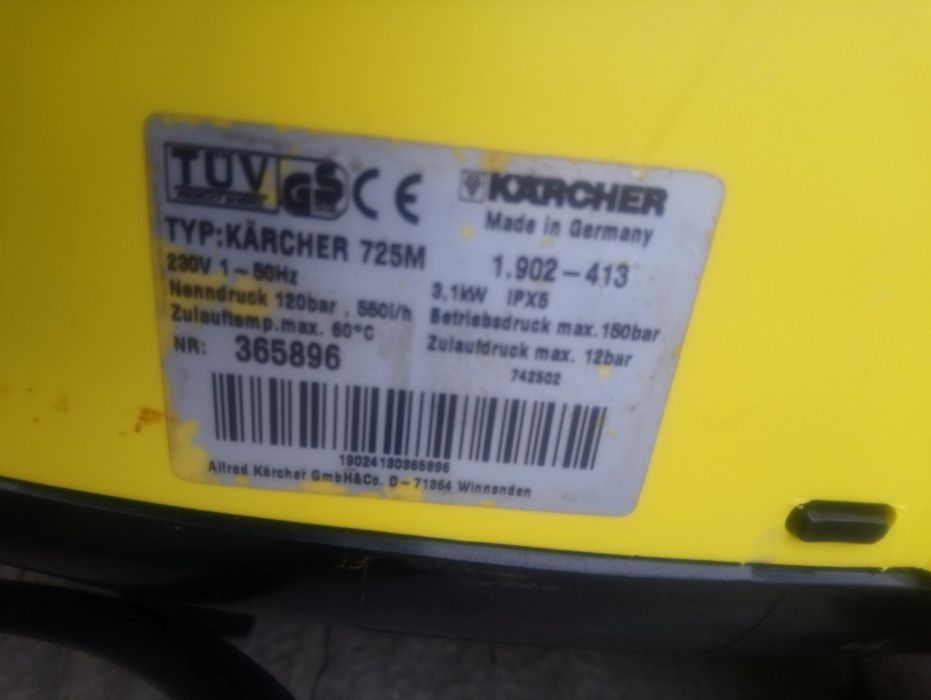 TÜV
GS
CE
KÄRCHER
Made in Germany
TYP:KÄRCHER 725M
1.902-413
230V 1~50Hz
3,1kW IPX5
Nenndruck 120bar, 550l/h
Betriebsdruck max.150bar
Zulauftemp.max. 60°C
Zulaufdruck max. 12bar
NR: 365896
742502
19024130365896
Alfred Kärcher GmbH&Co. D-71364 Winnenden